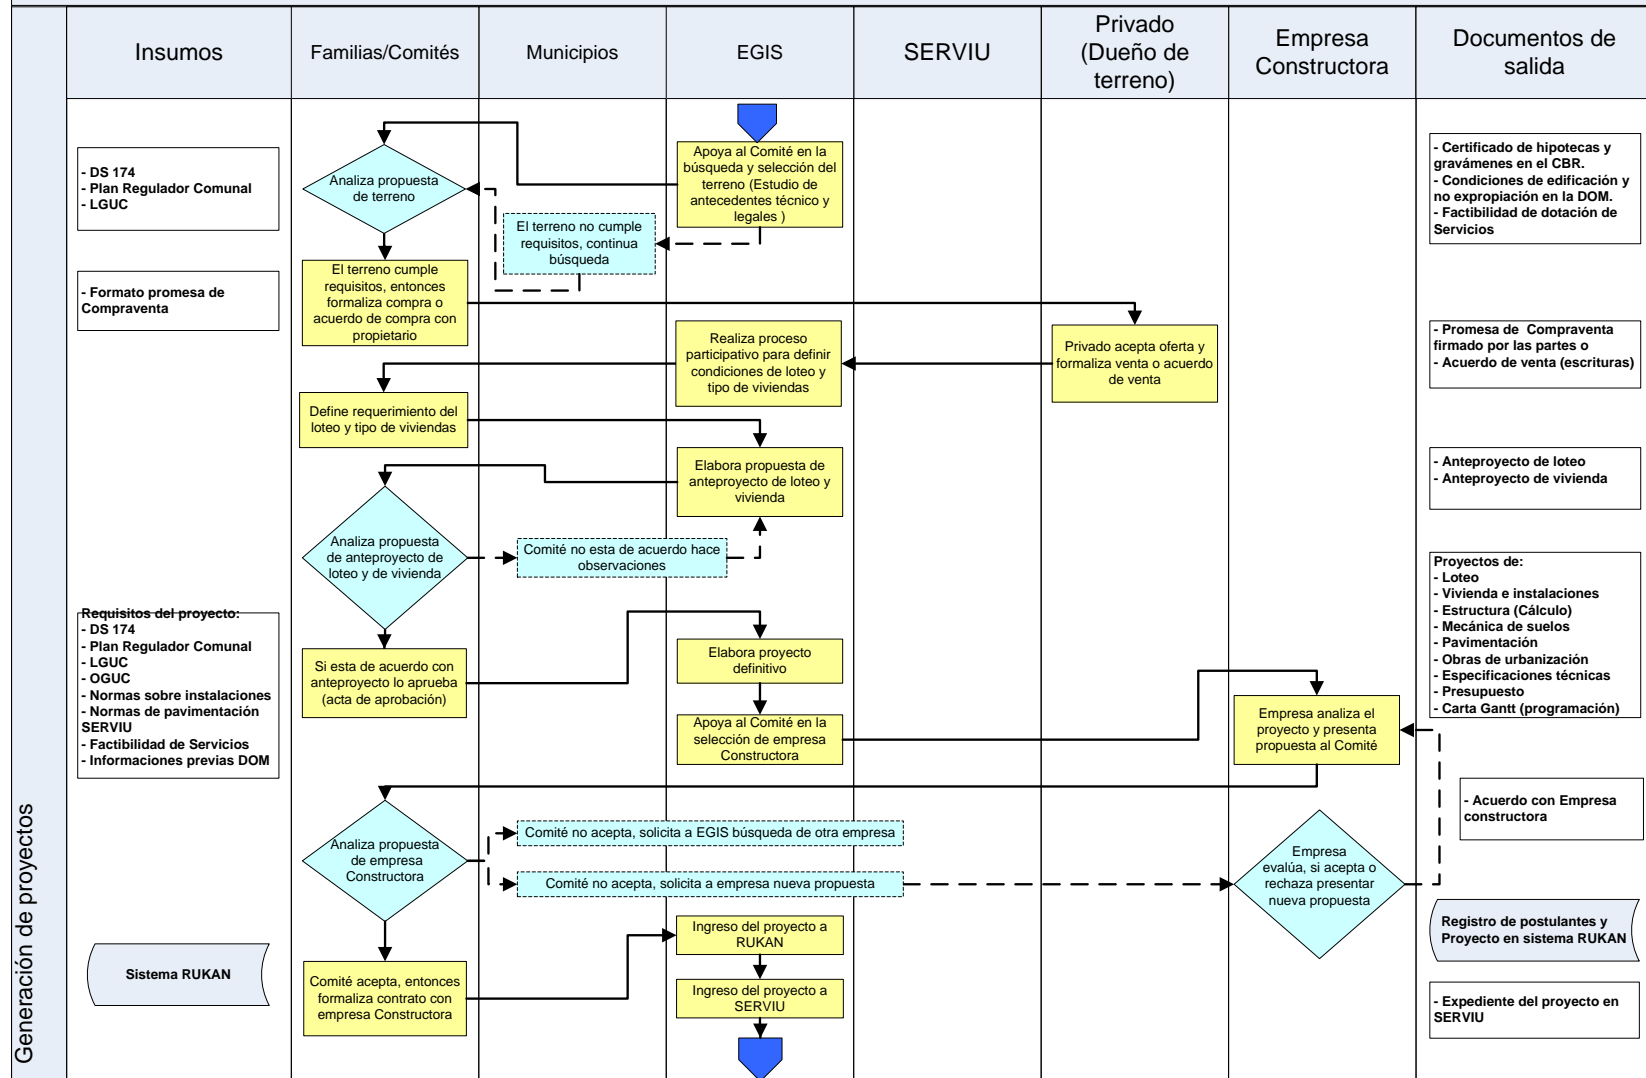 Insumos
Familias/Comités
Municipios
EGIS
SERVIU
Privado
(Dueño de
terreno)
Empresa
Constructora
Documentos de
salida
Generación de proyectos
- DS 174
- Plan Regulador Comunal
- LGUC
Analiza propuesta
de terreno
Apoya al Comité en la
búsqueda y selección del
terreno (Estudio de
antecedentes técnico y
legales )
- Certificado de hipotecas y
gravámenes en el CBR.
- Condiciones de edificación y
no expropiación en la DOM.
- Factibilidad de dotación de
Servicios
El terreno no cumple
requisitos, continua
búsqueda
- Formato promesa de
Compraventa
El terreno cumple
requisitos, entonces
formaliza compra o
acuerdo de compra con
propietario
Realiza proceso
participativo para definir
condiciones de loteo y
tipo de viviendas
Privado acepta oferta y
formaliza venta o acuerdo
de venta
- Promesa de  Compraventa
firmado por las partes o
- Acuerdo de venta (escrituras)
Define requerimiento del
loteo y tipo de viviendas
Elabora propuesta de
anteproyecto de loteo y
vivienda
- Anteproyecto de loteo
- Anteproyecto de vivienda
Analiza propuesta
de anteproyecto de
loteo y de vivienda
Comité no esta de acuerdo hace
observaciones
Proyectos de:
- Loteo
- Vivienda e instalaciones
- Estructura (Cálculo)
- Mecánica de suelos
- Pavimentación
- Obras de urbanización
- Especificaciones técnicas
- Presupuesto
- Carta Gantt (programación)
Requisitos del proyecto:
- DS 174
- Plan Regulador Comunal
- LGUC
- OGUC
- Normas sobre instalaciones
- Normas de pavimentación
SERVIU
- Factibilidad de Servicios
- Informaciones previas DOM
Si esta de acuerdo con
anteproyecto lo aprueba
(acta de aprobación)
Elabora proyecto
definitivo
Apoya al Comité en la
selección de empresa
Constructora
Empresa analiza el
proyecto y presenta
propuesta al Comité
- Acuerdo con Empresa
constructora
Analiza propuesta
de empresa
Constructora
Comité no acepta, solicita a EGIS búsqueda de otra empresa
Comité no acepta, solicita a empresa nueva propuesta
Empresa
evalúa, si acepta o
rechaza presentar
nueva propuesta
Registro de postulantes y
Proyecto en sistema RUKAN
Sistema RUKAN
Comité acepta, entonces
formaliza contrato con
empresa Constructora
Ingreso del proyecto a
RUKAN
Ingreso del proyecto a
SERVIU
- Expediente del proyecto en
SERVIU